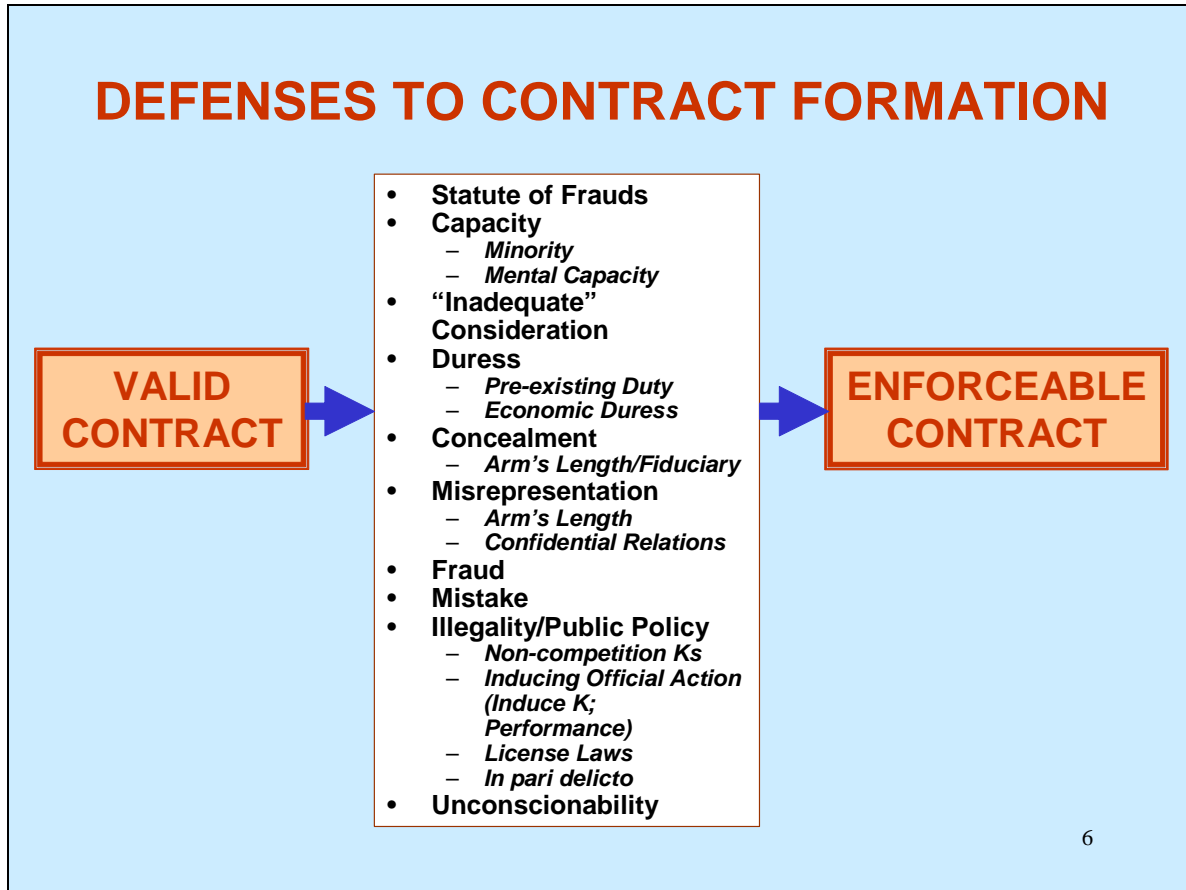 DEFENSES TO CONTRACT FORMATION
VALID
CONTRACT
• Statute of Frauds
• Capacity
– Minority
– Mental Capacity
• “Inadequate”
Consideration
• Duress
– Pre-existing Duty
– Economic Duress
• Concealment
– Arm’s Length/Fiduciary
• Misrepresentation
– Arm’s Length
– Confidential Relations
• Fraud
• Mistake
• Illegality/Public Policy
– Non-competition Ks
– Inducing Official Action
(Induce K;
Performance)
– License Laws
– In pari delicto
• Unconscionability
ENFORCEABLE
CONTRACT
6